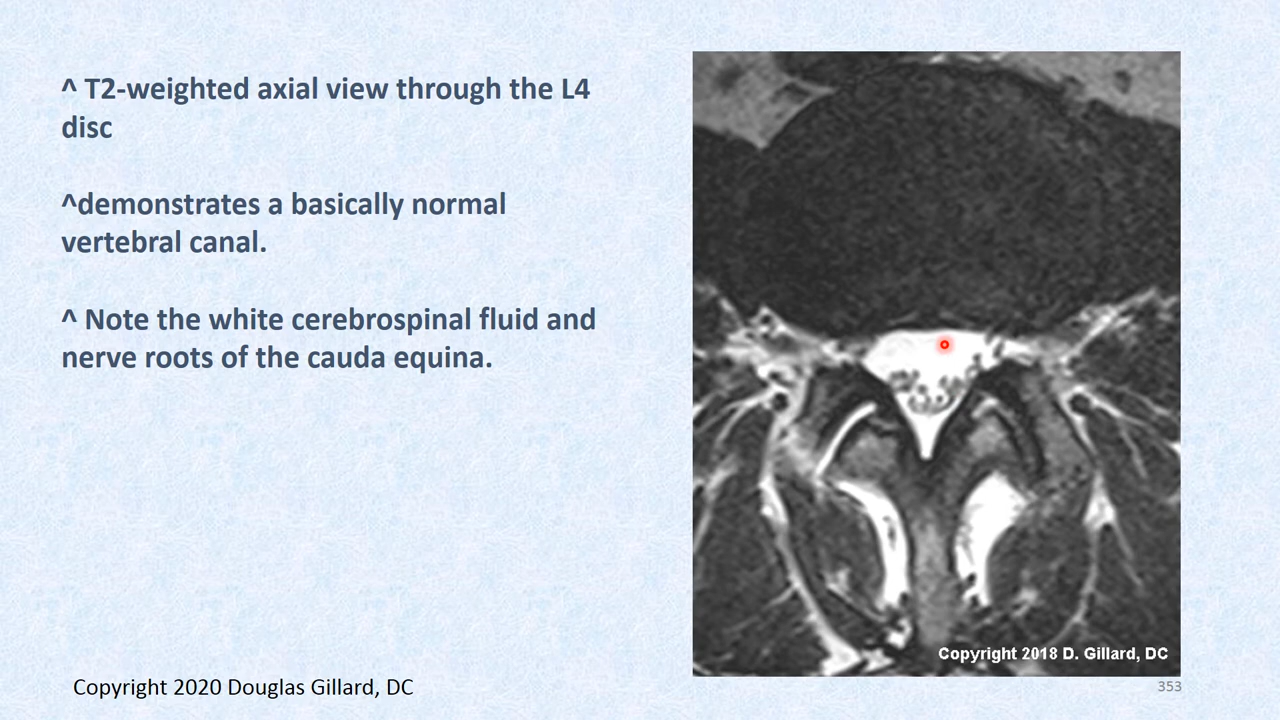 ^ T2-weighted axial view through the L4
disc
^demonstrates a basically normal
vertebral canal.
^ Note the white cerebrospinal fluid and
nerve roots of the cauda equina.
Copyright 2018 D. Gillard, DC
Copyright 2020 Douglas Gillard, DC
353